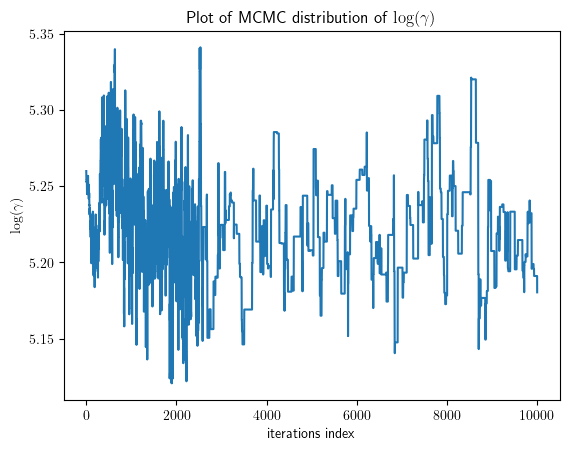 Plot of MCMC distribution of log(γ)
5.35
5.30
5.25
5.20
5.15
log(γ)
0 2000 4000 6000 8000 10000
iterations index